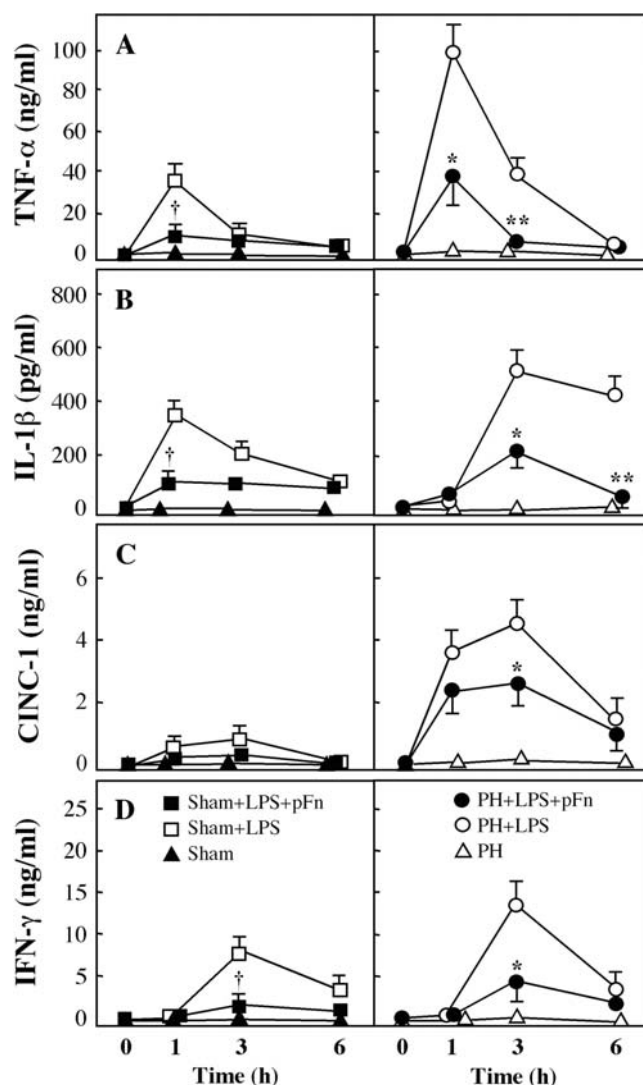 A
TNF-α (ng/ml)
100
80
60
40
20
0
†
*
**
B
IL-1β (pg/ml)
800
600
400
200
0
†
*
**
C
CINC-1 (ng/ml)
6
4
2
0
*
D
IFN-γ (ng/ml)
25
20
15
10
5
0
Sham+LPS+pFn
Sham+LPS
Sham
PH+LPS+pFn
PH+LPS
PH
†
*
0 1 3 6 0 1 3 6
Time (h) Time (h)